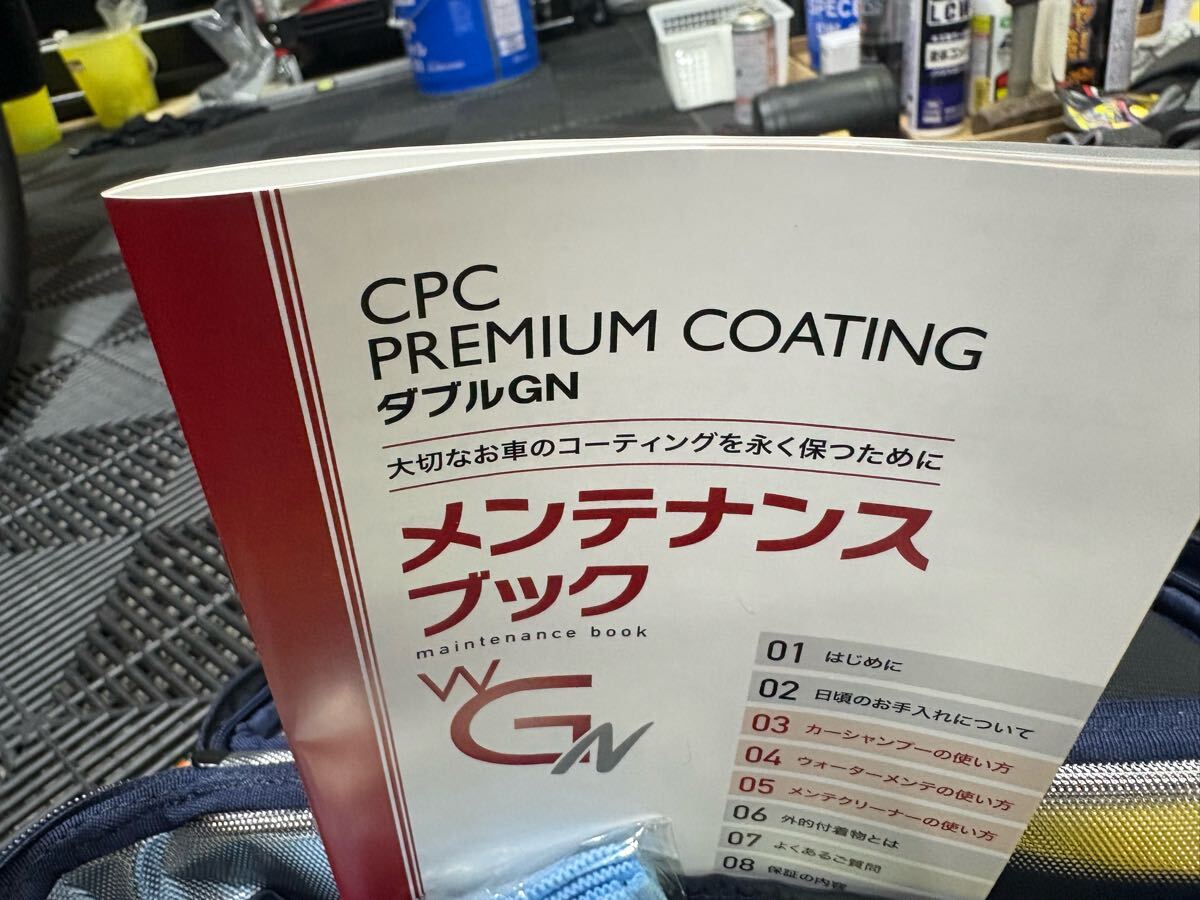 SPECI
LCIW
CPC
PREMIUM COATING
ダブルGN
大切なお車のコーティングを永く保つために
メンテナンス
ブック
maintenance book
WGN
01 はじめに
02 日頃のお手入れについて
03 カーシャンプーの使い方
04 ウォーターメンテの使い方
05 メンテクリーナーの使い方
06 外的付着物とは
07 よくあるご質問
08 保証の内容